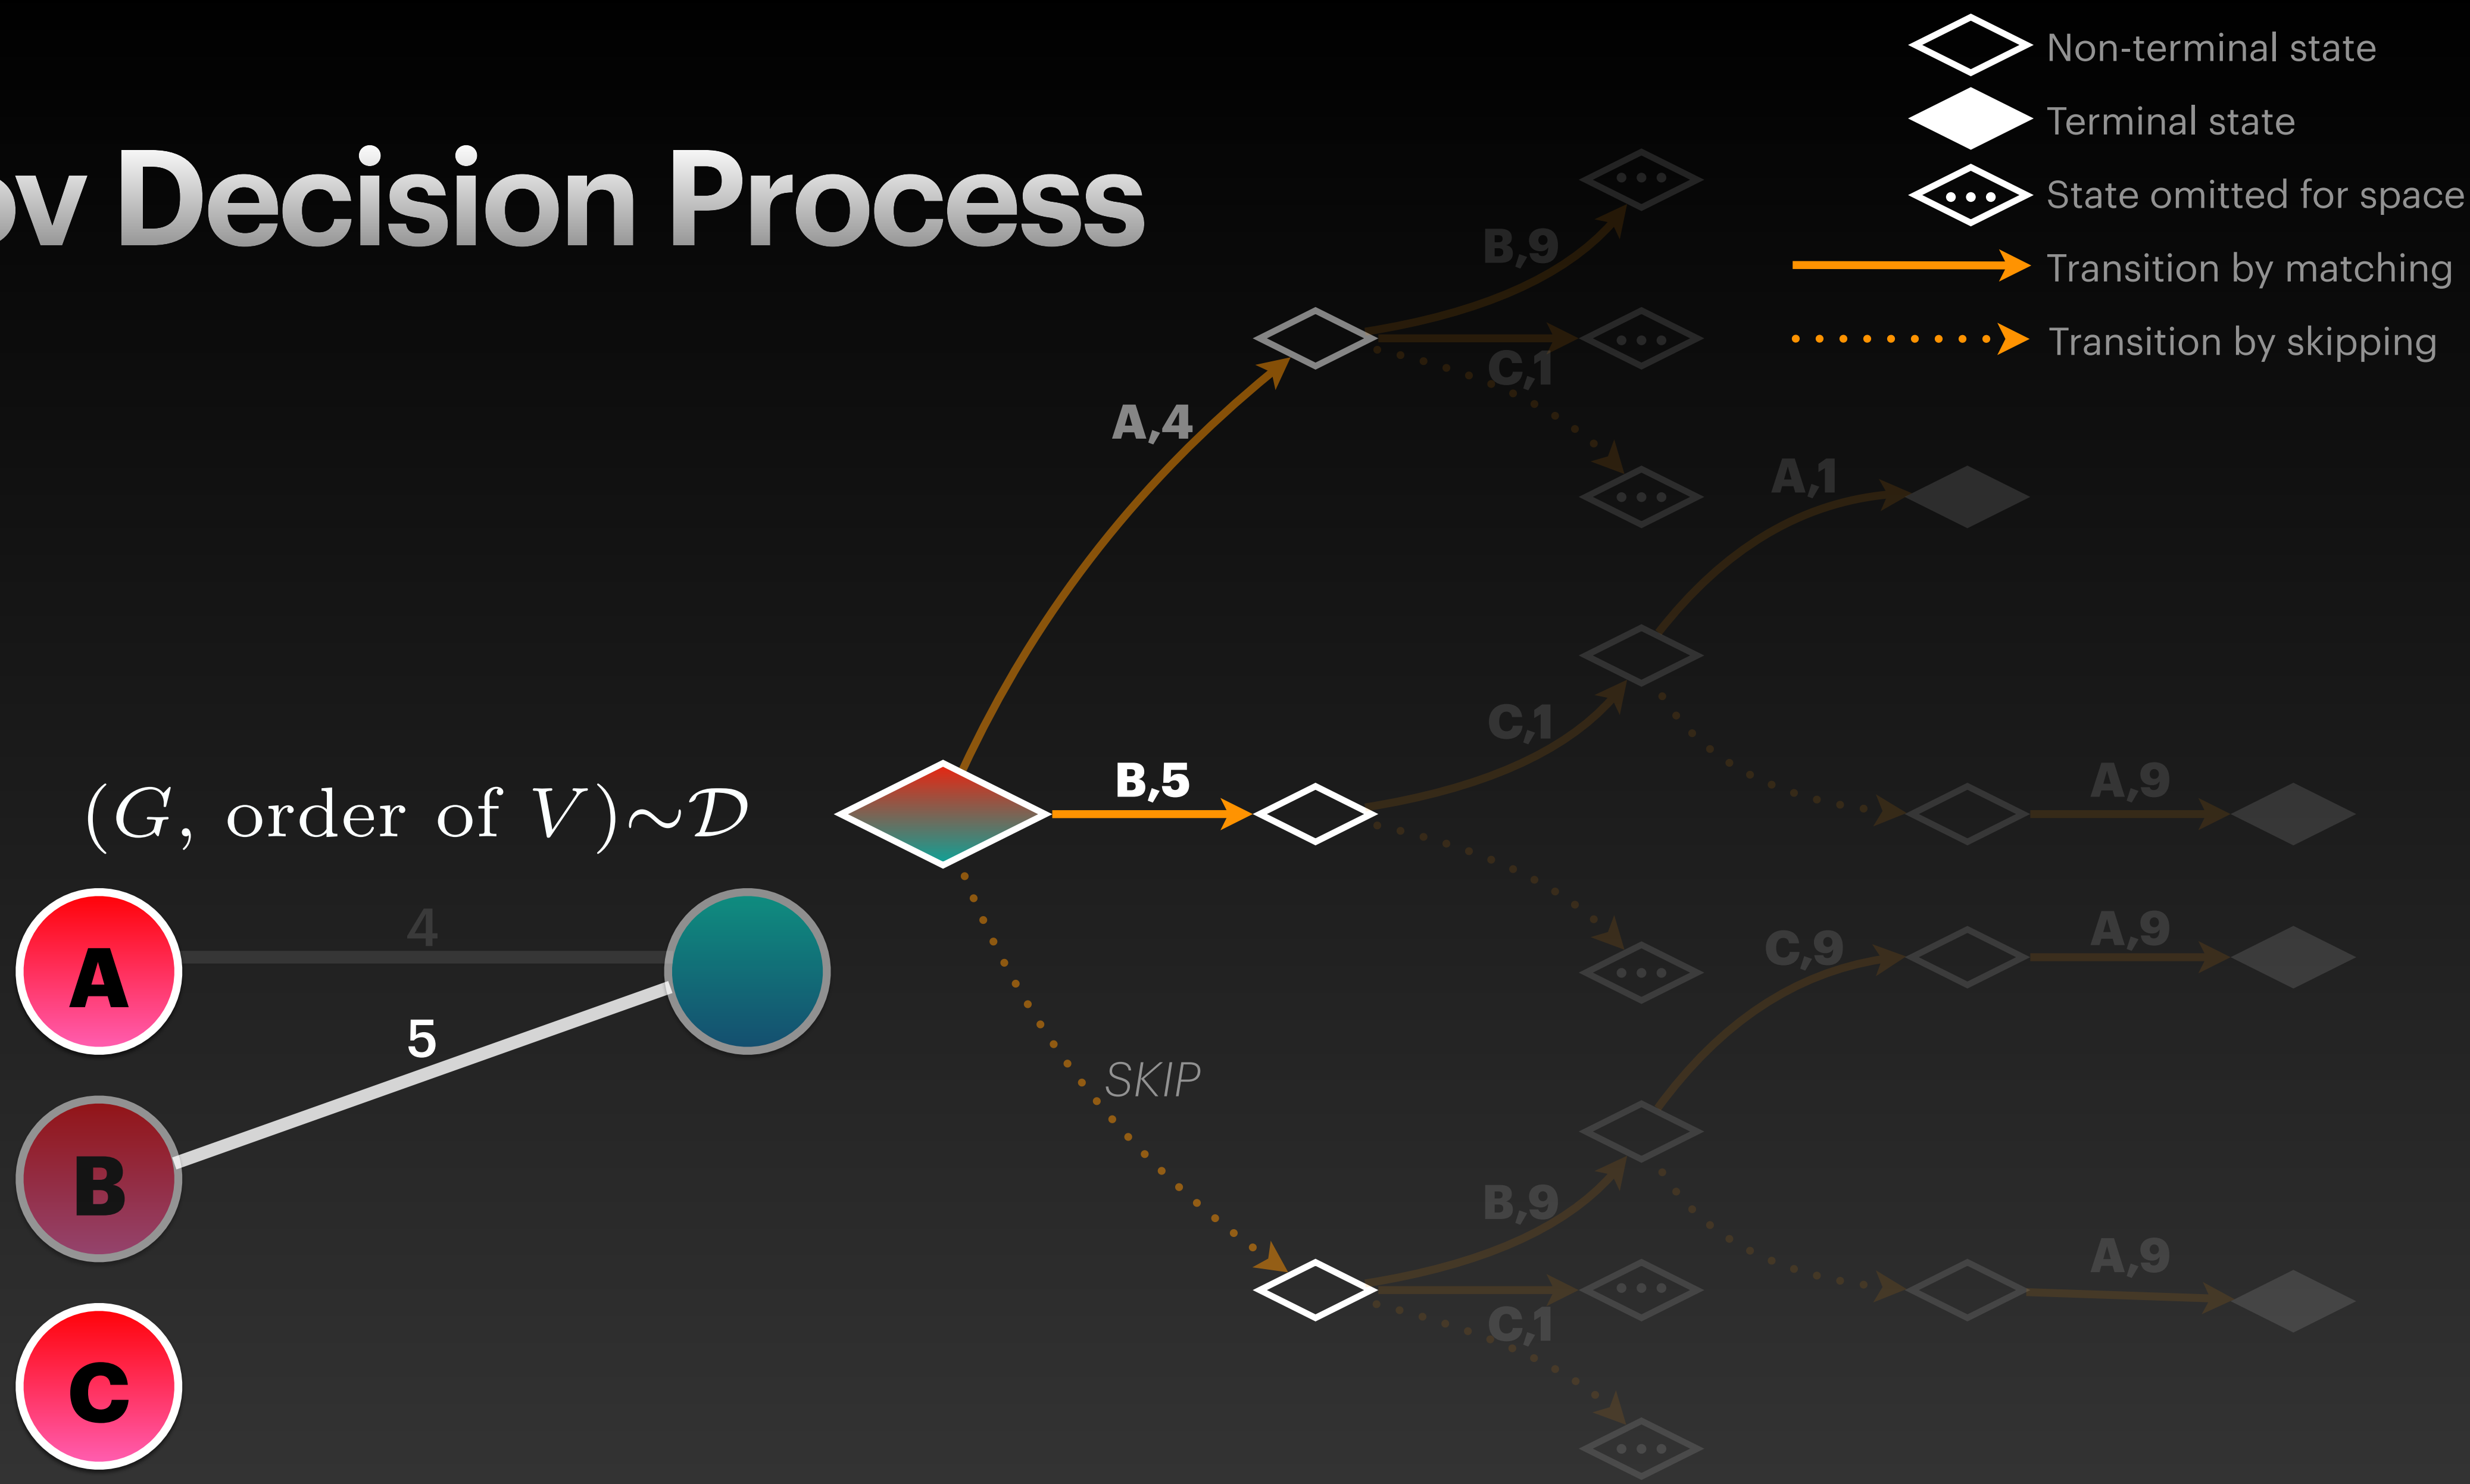 Non-terminal state
Terminal state
State omitted for space
Transition by matching
Transition by skipping
ov Decision Process
B,9
C,1
A,4
A,1
C,1
B,5
A,9
(G, order of V)~𝒟
A
4
C,9
A,9
5
SKIP
B
B,9
A,9
C,1
C